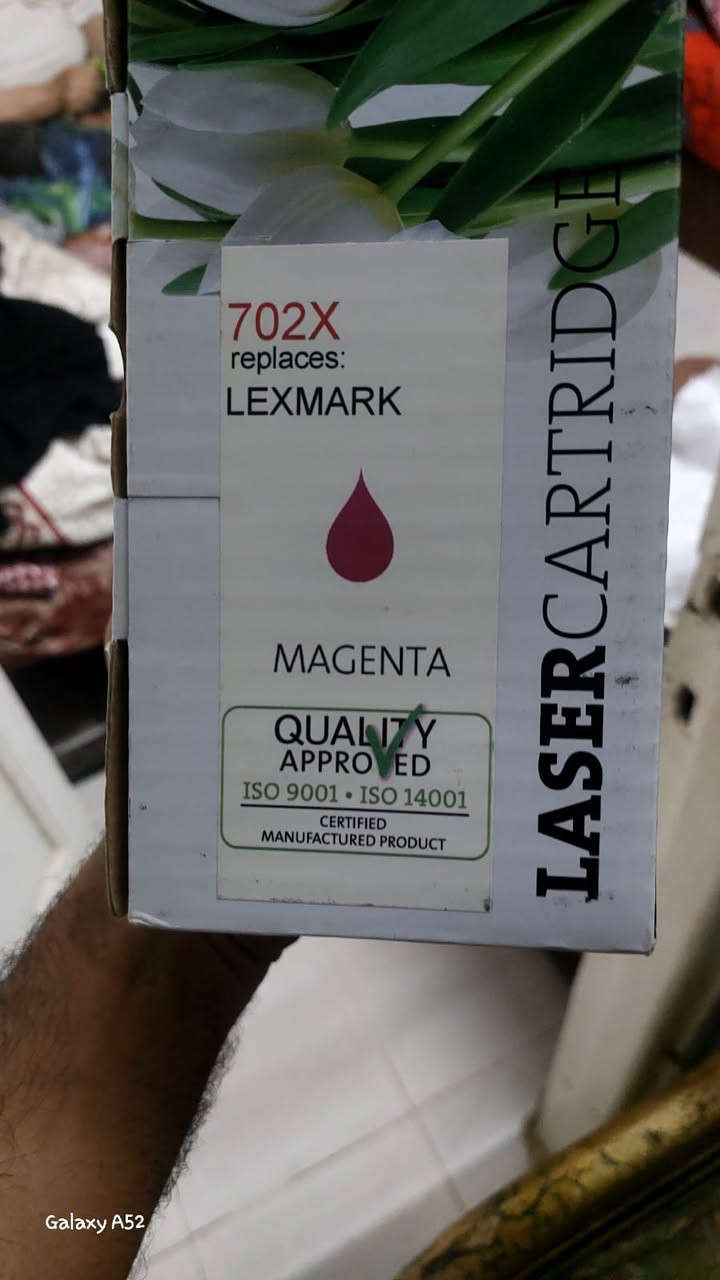 702X
replaces:
LEXMARK
MAGENTA
QUALITY
APPROVED
ISO 9001 • ISO 14001
CERTIFIED
MANUFACTURED PRODUCT
LASERCARTRIDGE
Galaxy A52